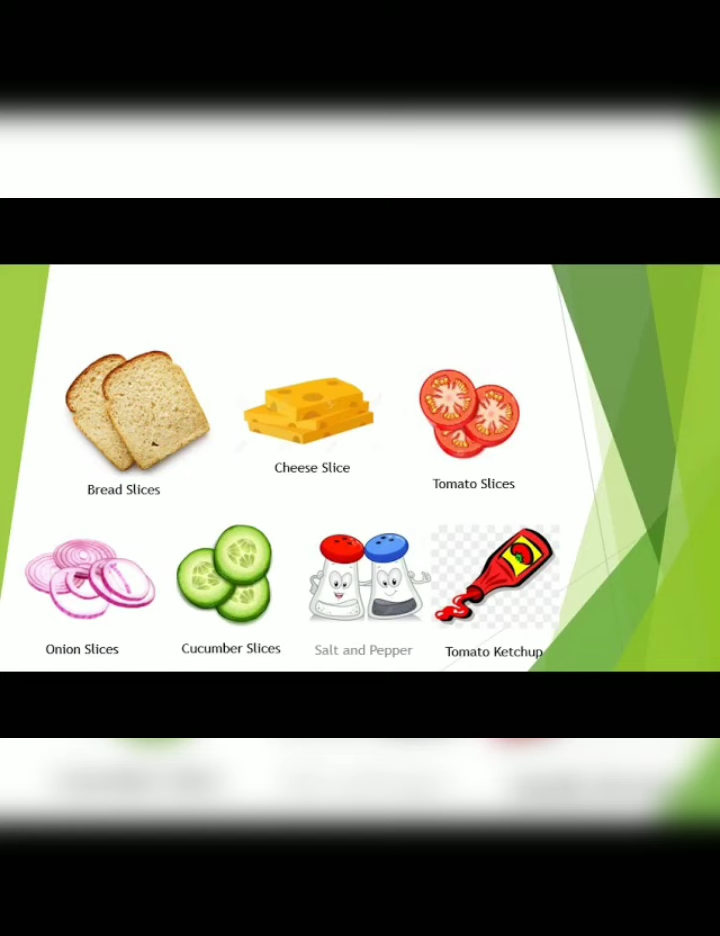 Bread Slices
Cheese Slice
Tomato Slices
Onion Slices
Cucumber Slices
Salt and Pepper
Tomato Ketchup